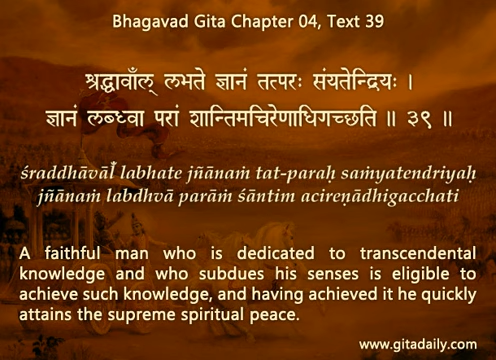 Bhagavad Gita Chapter 04, Text 39
श्रद्धावाँल् लभते ज्ञानं तत्परः संयतेन्द्रियः ।
ज्ञानं लब्ध्वा परां शान्तिमचिरेणाधिगच्छति ॥ ३९ ॥
śraddhāvāl̐ labhate jñānaṁ tat-paraḥ saṁyatendriyaḥ
jñānaṁ labdhvā parāṁ śāntim acireṇādhigacchati
A faithful man who is dedicated to transcendental
knowledge and who subdues his senses is eligible to
achieve such knowledge, and having achieved it he quickly
attains the supreme spiritual peace.
www.gitadaily.com